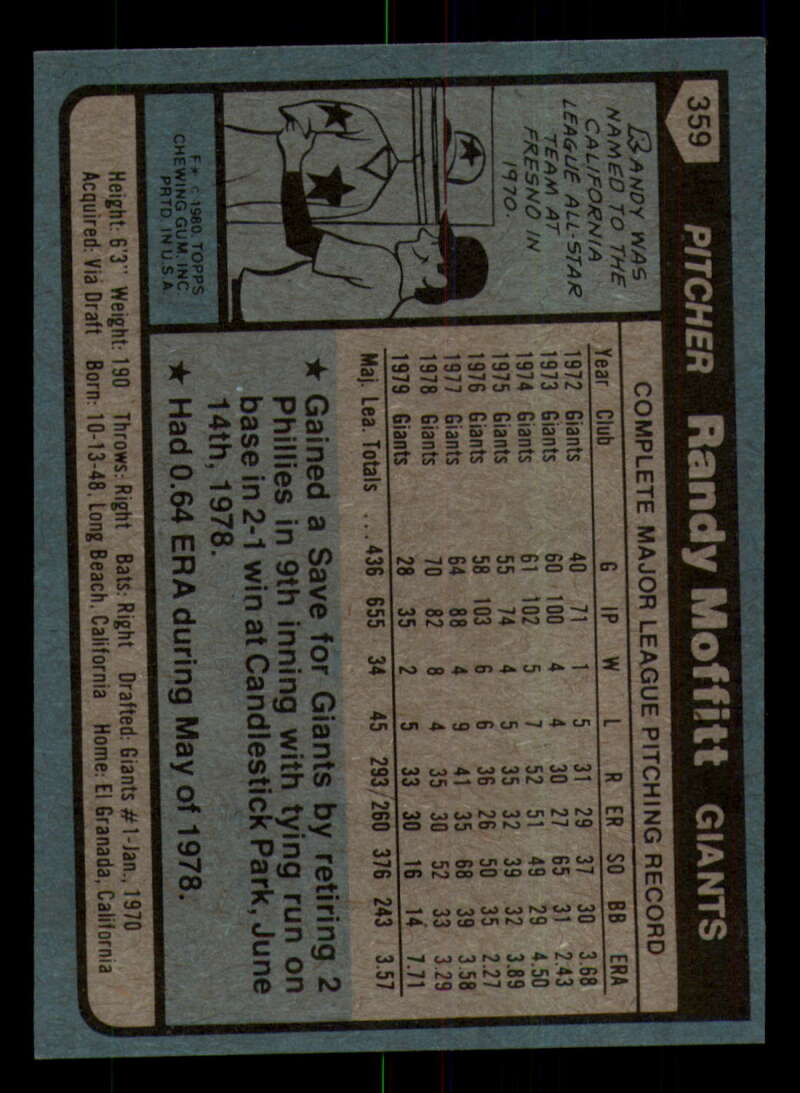 359 PITCHER Randy Moffitt GIANTS
RANDY WAS
NAMED TO THE
CALIFORNIA
LEAGUE ALL-STAR
TEAM AT
FRESNO IN
1970.
F* © 1980. TOPPS
CHEWING GUM, INC.
PRTD. IN U.S.A.
COMPLETE MAJOR LEAGUE PITCHING RECORD
Year Club G IP W L R ER SO BB ERA
1972 Giants 40 71 1 5 31 29 37 30 3.68
1973 Giants 60 100 4 4 30 27 65 31 2.43
1974 Giants 61 102 5 7 52 51 49 29 4.50
1975 Giants 55 74 4 5 35 32 39 32 3.89
1976 Giants 58 103 6 6 36 26 50 35 2.27
1977 Giants 64 88 4 9 41 35 68 39 3.58
1978 Giants 70 82 8 4 35 30 52 33 3.29
1979 Giants 28 35 2 5 33 30 16 14 7.71
Maj. Lea. Totals ... 436 655 34 45 293/260 376 243 3.57
★ Gained a Save for Giants by retiring 2
Phillies in 9th inning with tying run on
base in 2-1 win at Candlestick Park, June
14th, 1978.
★ Had 0.64 ERA during May of 1978.
Height: 6'3" Weight: 190 Throws: Right Bats: Right Drafted: Giants #1-Jan., 1970
Acquired: Via Draft Born: 10-13-48, Long Beach, California Home: El Granada, California